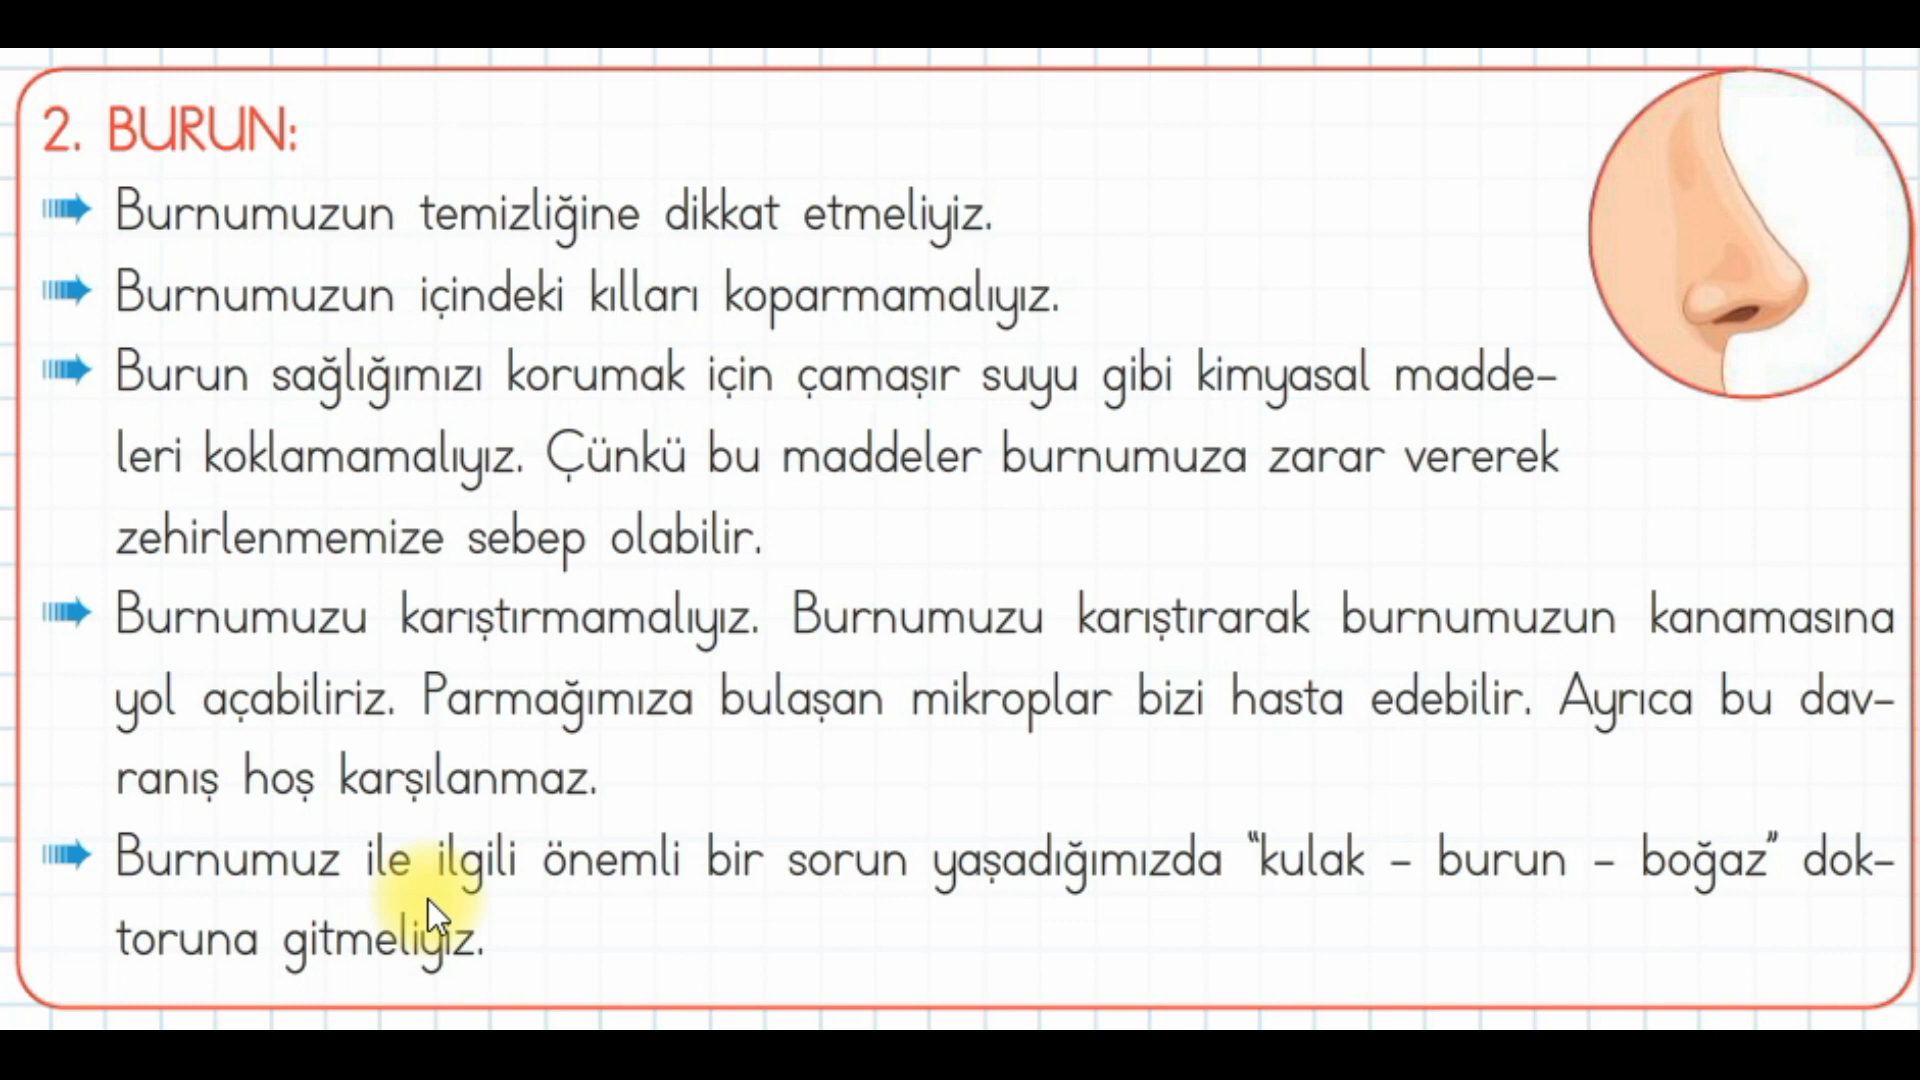 2. BURUN:
Burnumuzun temizliğine dikkat etmeliyiz.
Burnumuzun içindeki kılları koparmamalıyız.
Burun sağlığımızı korumak için çamaşır suyu gibi kimyasal madde-
leri koklamamalıyız. Çünkü bu maddeler burnumuza zarar vererek
zehirlenmemize sebep olabilir.
Burnumuzu karıştırmamalıyız. Burnumuzu karıştırarak burnumuzun kanamasına
yol açabiliriz. Parmağımıza bulaşan mikroplar bizi hasta edebilir. Ayrıca bu dav-
ranış hoş karşılanmaz.
Burnumuz ile ilgili önemli bir sorun yaşadığımızda “kulak - burun - boğaz” dok-
toruna gitmeliyiz.